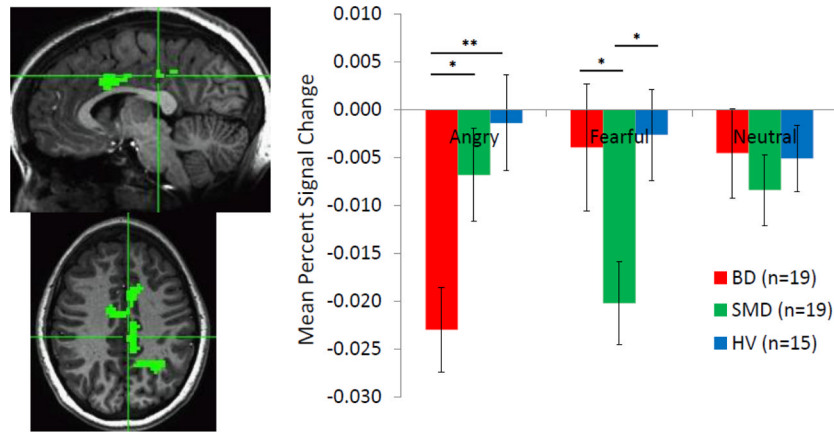 Mean Percent Signal Change
0.010
0.005
0.000
-0.005
-0.010
-0.015
-0.020
-0.025
-0.030
**
*
*
*
Angry
Fearful
Neutral
BD (n=19)
SMD (n=19)
HV (n=15)